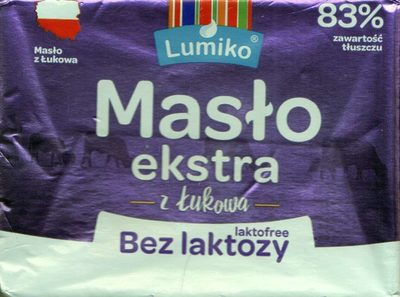 Lumiko®
83%
zawartość
tłuszczu
Masło
z Łukowa
Masło
ekstra
z Łukowa
laktofree
Bez laktozy